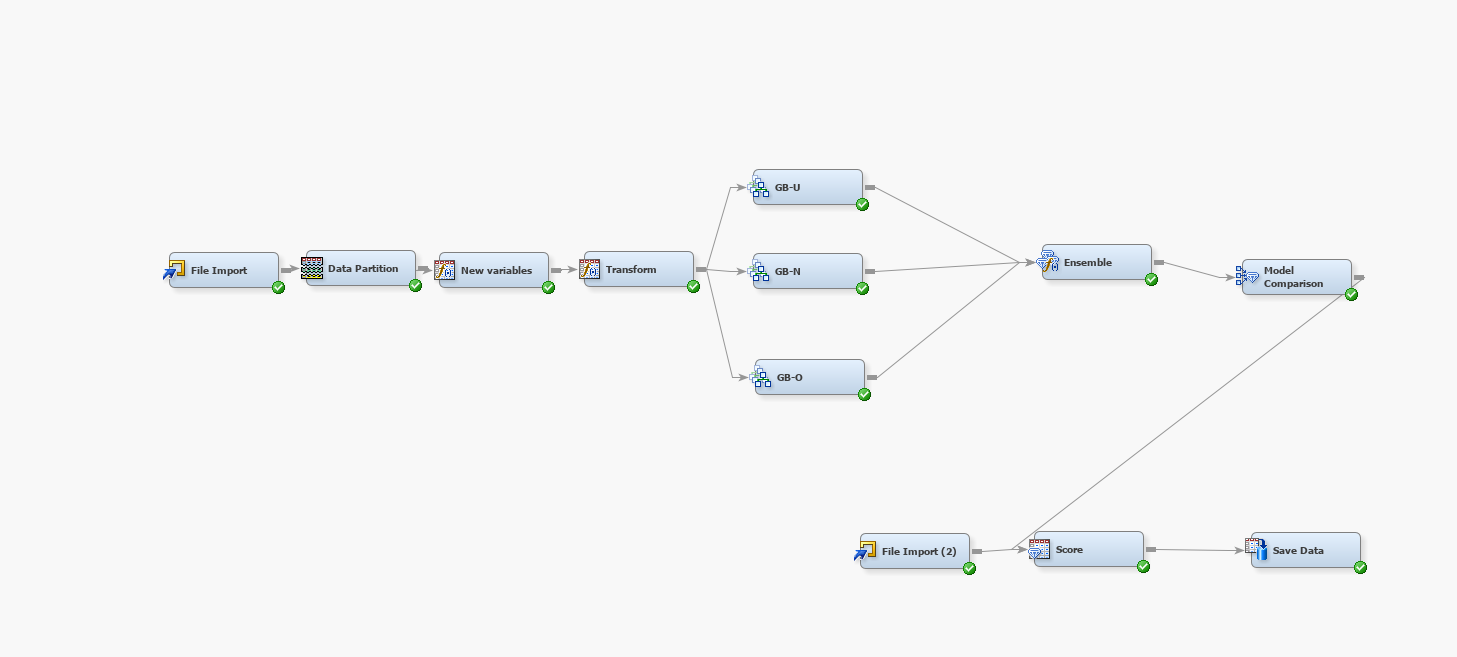 File Import
Data Partition
New variables
Transform
GB-U
GB-N
GB-O
Ensemble
Model
Comparison
File Import (2)
Score
Save Data